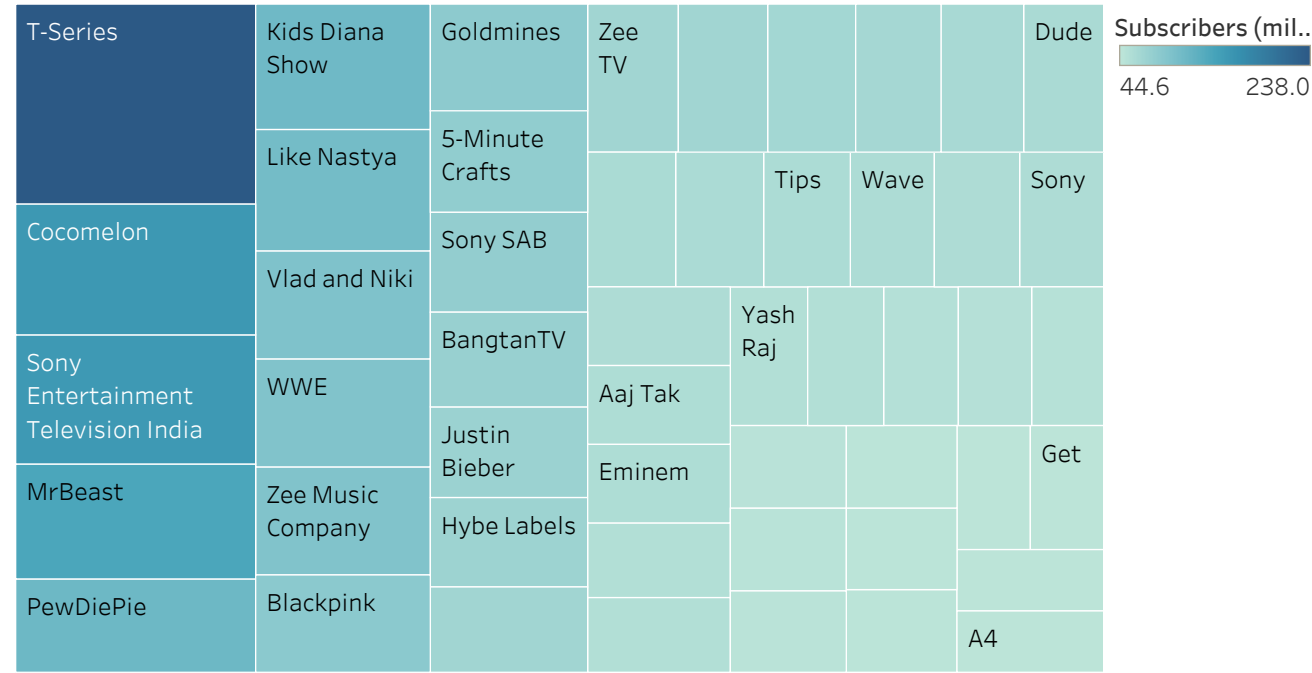 T-Series
Cocomelon
Sony
Entertainment
Television India
MrBeast
PewDiePie
Kids Diana
Show
Like Nastya
Vlad and Niki
WWE
Zee Music
Company
Blackpink
Goldmines
5-Minute
Crafts
Sony SAB
BangtanTV
Justin
Bieber
Hybe Labels
Zee
TV
Dude
Tips
Wave
Sony
Aaj Tak
Eminem
Yash
Raj
Get
A4
Subscribers (mil..
44.6 238.0